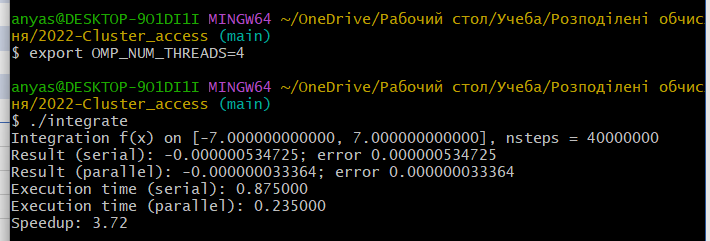 anyas@DESKTOP-9O1DI1I MINGW64 ~/OneDrive/Рабочий стол/Учеба/Розподілені обчис
ня/2022-Cluster_access (main)
$ export OMP_NUM_THREADS=4
anyas@DESKTOP-9O1DI1I MINGW64 ~/OneDrive/Рабочий стол/Учеба/Розподілені обчис
ня/2022-Cluster_access (main)
$ ./integrate
Integration f(x) on [-7.000000000000, 7.000000000000], nsteps = 40000000
Result (serial): -0.000000534725; error 0.000000534725
Result (parallel): -0.000000033364; error 0.000000033364
Execution time (serial): 0.875000
Execution time (parallel): 0.235000
Speedup: 3.72